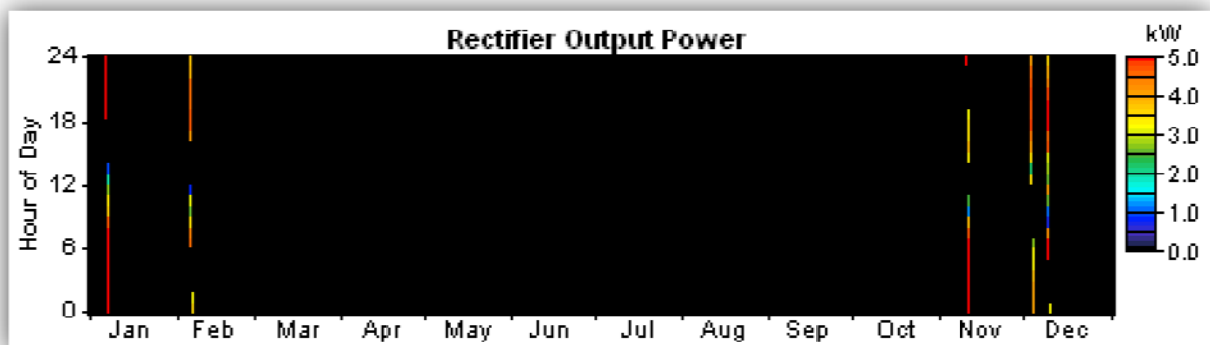 Rectifier Output Power
kW
24
18
12
6
0
Hour of Day
Jan Feb Mar Apr May Jun Jul Aug Sep Oct Nov Dec
5.0
4.0
3.0
2.0
1.0
0.0